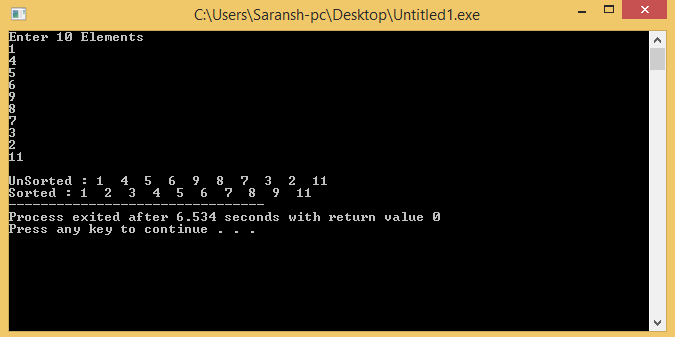 C:\Users\Saransh-pc\Desktop\Untitled1.exe
Enter 10 Elements
1
4
5
6
9
8
7
3
2
11
UnSorted : 1  4  5  6  9  8  7  3  2  11
Sorted : 1  2  3  4  5  6  7  8  9  11
--------------------------------
Process exited after 6.534 seconds with return value 0
Press any key to continue . . .